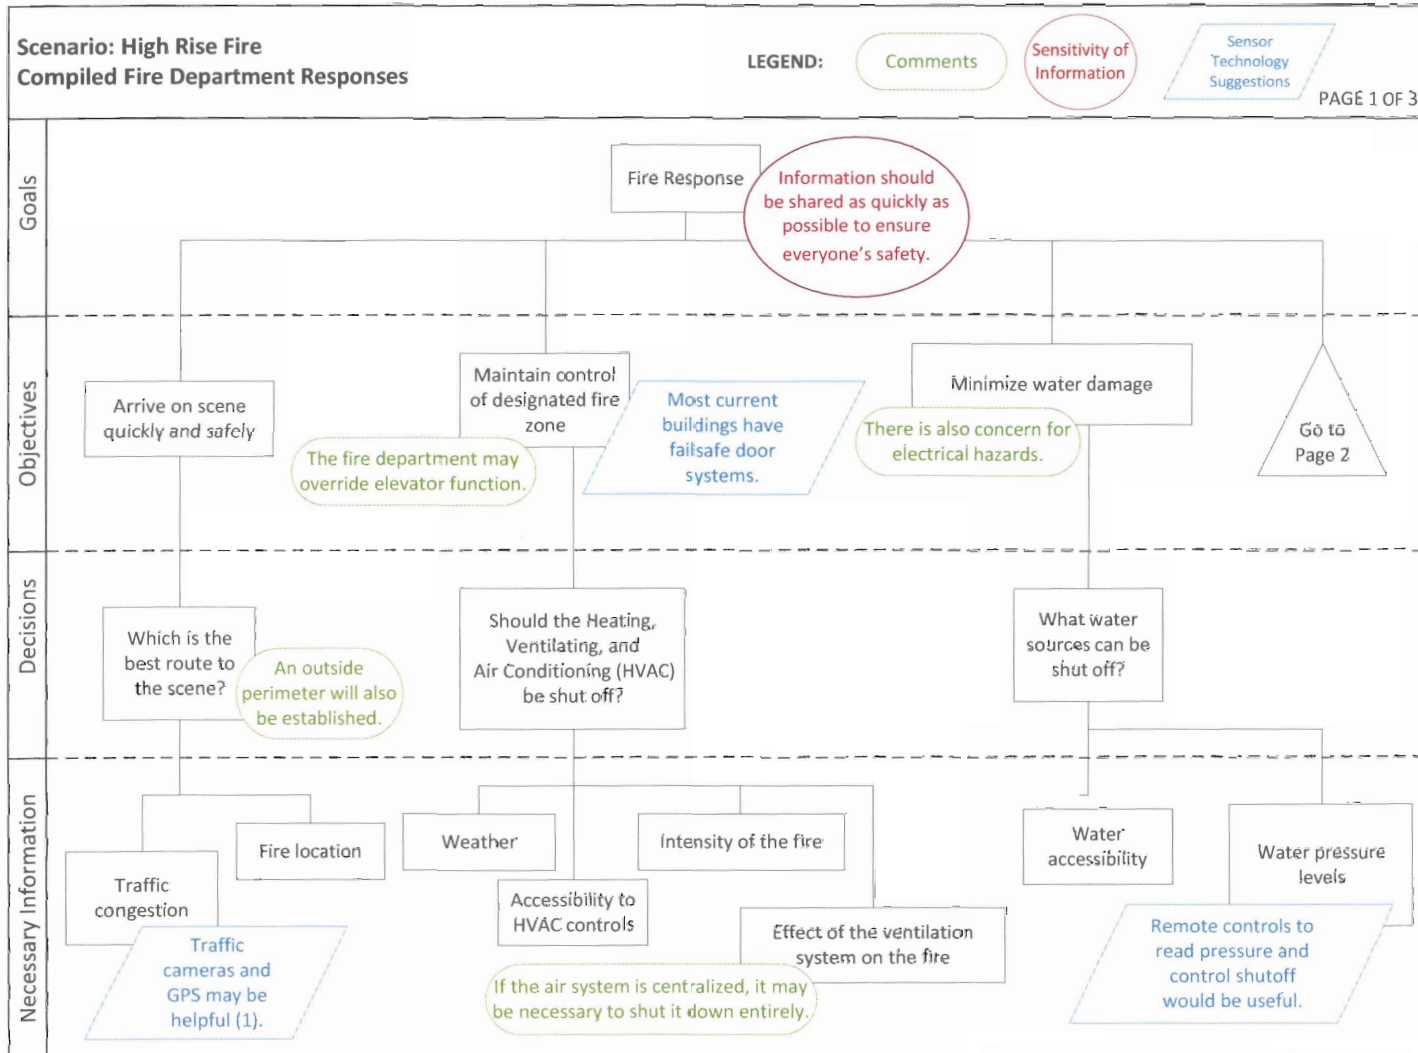 Scenario: High Rise Fire
Compiled Fire Department Responses
LEGEND:
Comments
Sensitivity of
Information
Sensor
Technology
Suggestions
PAGE 1 OF 3
Goals
Fire Response
Information should
be shared as quickly as
possible to ensure
everyone's safety.
Objectives
Arrive on scene
quickly and safely
Maintain control
of designated fire
zone
The fire department may
override elevator function.
Most current
buildings have
failsafe door
systems.
Minimize water damage
There is also concern for
electrical hazards.
Go to
Page 2
Decisions
Which is the
best route to
the scene?
An outside
perimeter will also
be established.
Should the Heating,
Ventilating, and
Air Conditioning (HVAC)
be shut off?
What water
sources can be
shut off?
Necessary Information
Traffic
congestion
Fire location
Traffic
cameras and
GPS may be
helpful (1).
Weather
Accessibility to
HVAC controls
Intensity of the fire
Effect of the ventilation
system on the fire
If the air system is centralized, it may
be necessary to shut it down entirely.
Water
accessibility
Water pressure
levels
Remote controls to
read pressure and
control shutoff
would be useful.